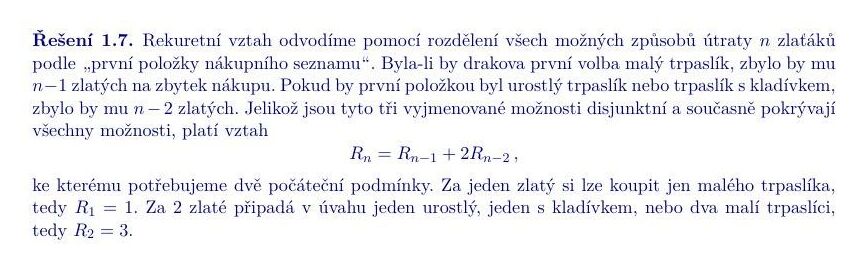 Řešení 1.7. Rekuretní vztah odvodíme pomocí rozdělení všech možných způsobů útraty n zlaťáků
podle „první položky nákupního seznamu“. Byla-li by drakova první volba malý trpaslík, zbylo by mu
n−1 zlatých na zbytek nákupu. Pokud by první položkou byl urostlý trpaslík nebo trpaslík s kladívkem,
zbylo by mu n − 2 zlatých. Jelikož jsou tyto tři vyjmenované možnosti disjunktní a současně pokrývají
všechny možnosti, platí vztah
Rₙ = Rₙ₋₁ + 2Rₙ₋₂ ,
ke kterému potřebujeme dvě počáteční podmínky. Za jeden zlatý si lze koupit jen malého trpaslíka,
tedy R₁ = 1. Za 2 zlaté připadá v úvahu jeden urostlý, jeden s kladívkem, nebo dva malí trpaslíci,
tedy R₂ = 3.